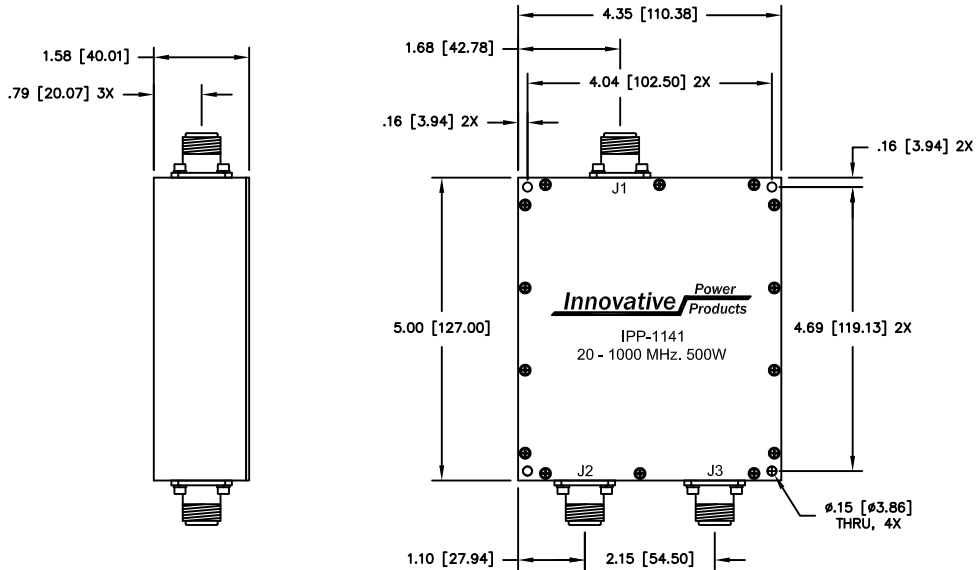 4.35 [110.38]
1.68 [42.78]
1.58 [40.01]
4.04 [102.50] 2X
.79 [20.07] 3X
.16 [3.94] 2X
.16 [3.94] 2X
J1
Innovative Power Products
5.00 [127.00]
4.69 [119.13] 2X
IPP-1141
20 - 1000 MHz. 500W
J2
J3
ø.15 [ø3.86]
THRU, 4X
1.10 [27.94]
2.15 [54.50]